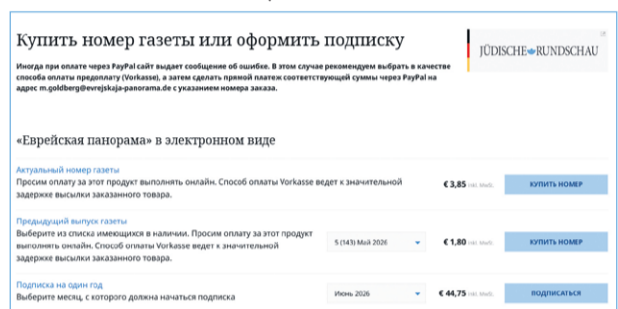 Купить номер газеты или оформить подписку
JÜDISCHE RUNDSCHAU
Иногда при оплате через PayPal сайт выдает сообщение об ошибке. В этом случае рекомендуем выбрать в качестве
способа оплаты предоплату (Vorkasse), а затем сделать прямой платеж соответствующей суммы через PayPal на
адрес m.goldberg@evrejskaja-panorama.de с указанием номера заказа.
«Еврейская панорама» в электронном виде
Актуальный номер газеты
Просим оплату за этот продукт выполнять онлайн. Способ оплаты Vorkasse ведет к значительной
задержке высылки заказанного товара.
€ 3,85 inkl. MwSt.
КУПИТЬ НОМЕР
Предыдущий выпуск газеты
Выберите из списка имеющихся в наличии. Просим оплату за этот продукт
выполнять онлайн. Способ оплаты Vorkasse ведет к значительной
задержке высылки заказанного товара.
5 (143) Май 2026
€ 1,80 inkl. MwSt.
КУПИТЬ НОМЕР
Подписка на один год
Выберите месяц, с которого должна начаться подписка
Июнь 2026
€ 44,75 inkl. MwSt.
ПОДПИСАТЬСЯ